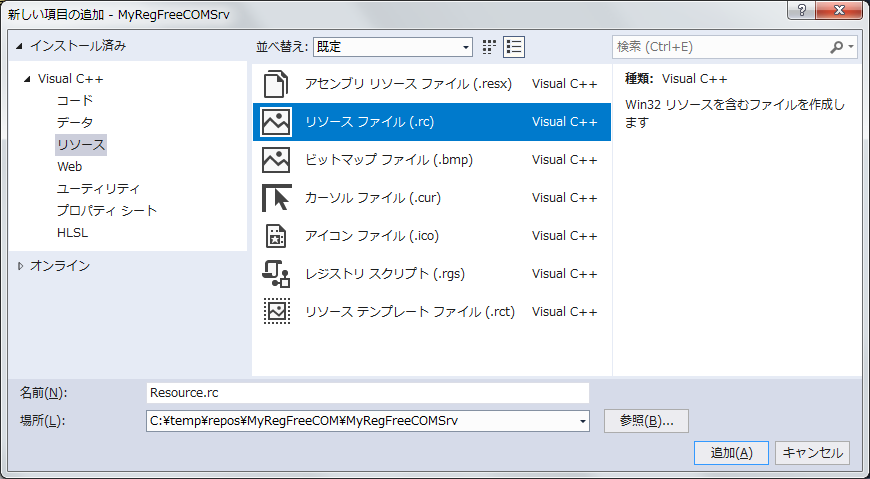 新しい項目の追加 - MyRegFreeCOMSrv
インストール済み
並べ替え: 既定
検索 (Ctrl+E)
Visual C++
コード
データ
リソース
Web
ユーティリティ
プロパティ シート
HLSL
オンライン
アセンブリ リソース ファイル (.resx) Visual C++
リソース ファイル (.rc) Visual C++
ビットマップ ファイル (.bmp) Visual C++
カーソル ファイル (.cur) Visual C++
アイコン ファイル (.ico) Visual C++
レジストリ スクリプト (.rgs) Visual C++
リソース テンプレート ファイル (.rct) Visual C++
種類: Visual C++
Win32 リソースを含むファイルを作成し
ます
名前(N): Resource.rc
場所(L): C:¥temp¥repos¥MyRegFreeCOM¥MyRegFreeCOMSrv
参照(B)...
追加(A)
キャンセル